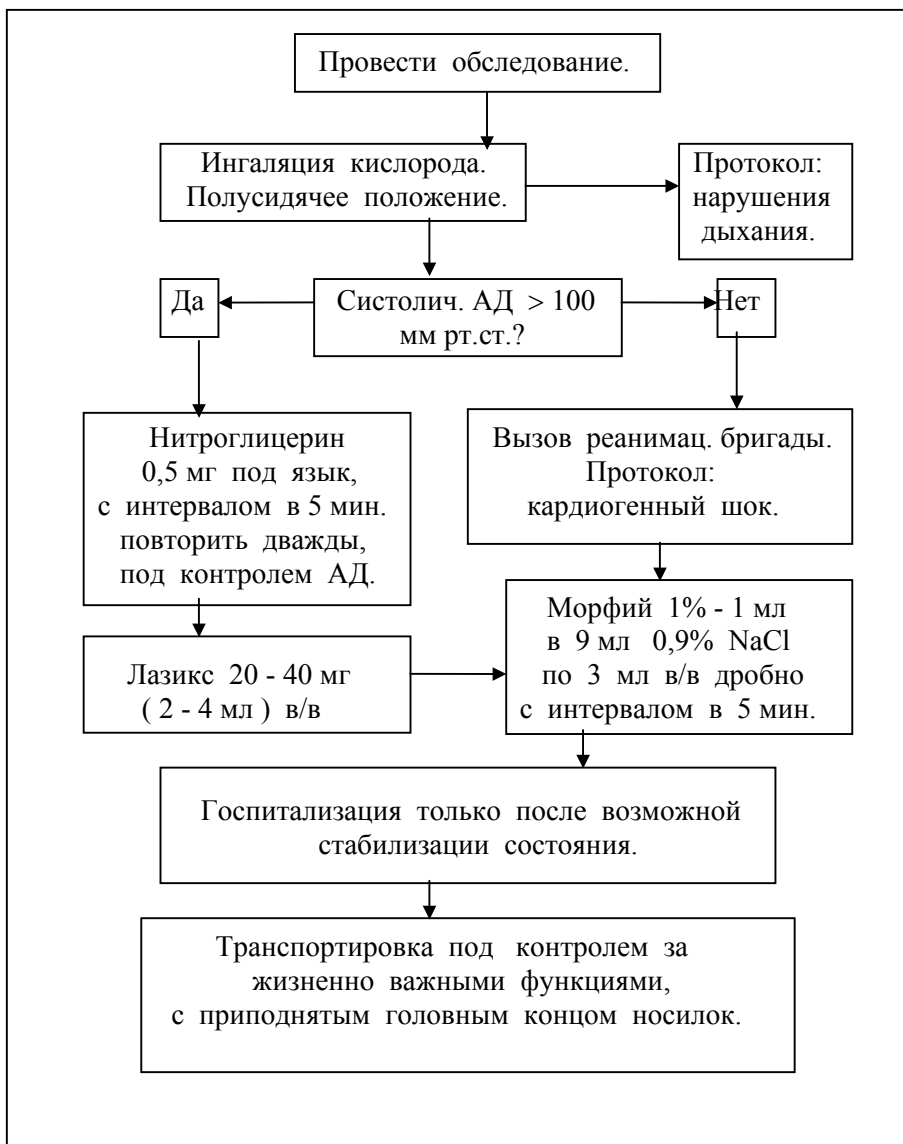 Провести обследование.
Ингаляция кислорода.
Полусидячее положение.
Протокол:
нарушения
дыхания.
Да
Систолич. АД > 100
мм рт.ст.?
Нет
Нитроглицерин
0,5 мг под язык,
с интервалом в 5 мин.
повторить дважды,
под контролем АД.
Вызов реанимац. бригады.
Протокол:
кардиогенный шок.
Лазикс 20 - 40 мг
( 2 - 4 мл ) в/в
Морфий 1% - 1 мл
в 9 мл 0,9% NaCl
по 3 мл в/в дробно
с интервалом в 5 мин.
Госпитализация только после возможной
стабилизации состояния.
Транспортировка под контролем за
жизненно важными функциями,
с приподнятым головным концом носилок.